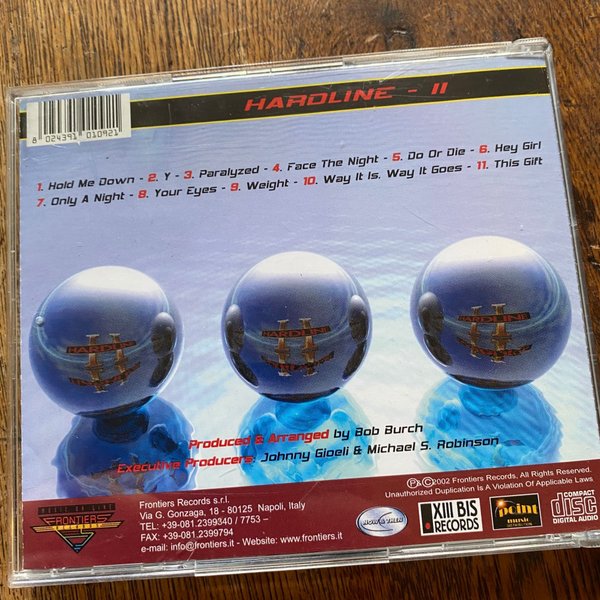 HARDLINE - II
8 024391 010921
1. Hold Me Down - 2. Y - 3. Paralyzed - 4. Face The Night - 5. Do Or Die - 6. Hey Girl
7. Only A Night - 8. Your Eyes - 9. Weight - 10. Way It Is, Way It Goes - 11. This Gift
HARDLINE
HARDLINE
HARDLINE
Produced & Arranged by Bob Burch
Executive Producers: Johnny Gioeli & Michael S. Robinson
FRONTIERS
RECORDS
Frontiers Records s.r.l.
Via G. Gonzaga, 18 - 80125 Napoli, Italy
TEL: +39-081.2399340 / 7753 –
FAX: +39-081.2399794
e-mail: info@frontiers.it - Website: www.frontiers.it
NOW & THEN
XIII BIS
RECORDS
point
music
℗&©2002 Frontiers Records. All Rights Reserved.
Unauthorized Duplication Is A Violation Of Applicable Laws
COMPACT
disc
DIGITAL AUDIO